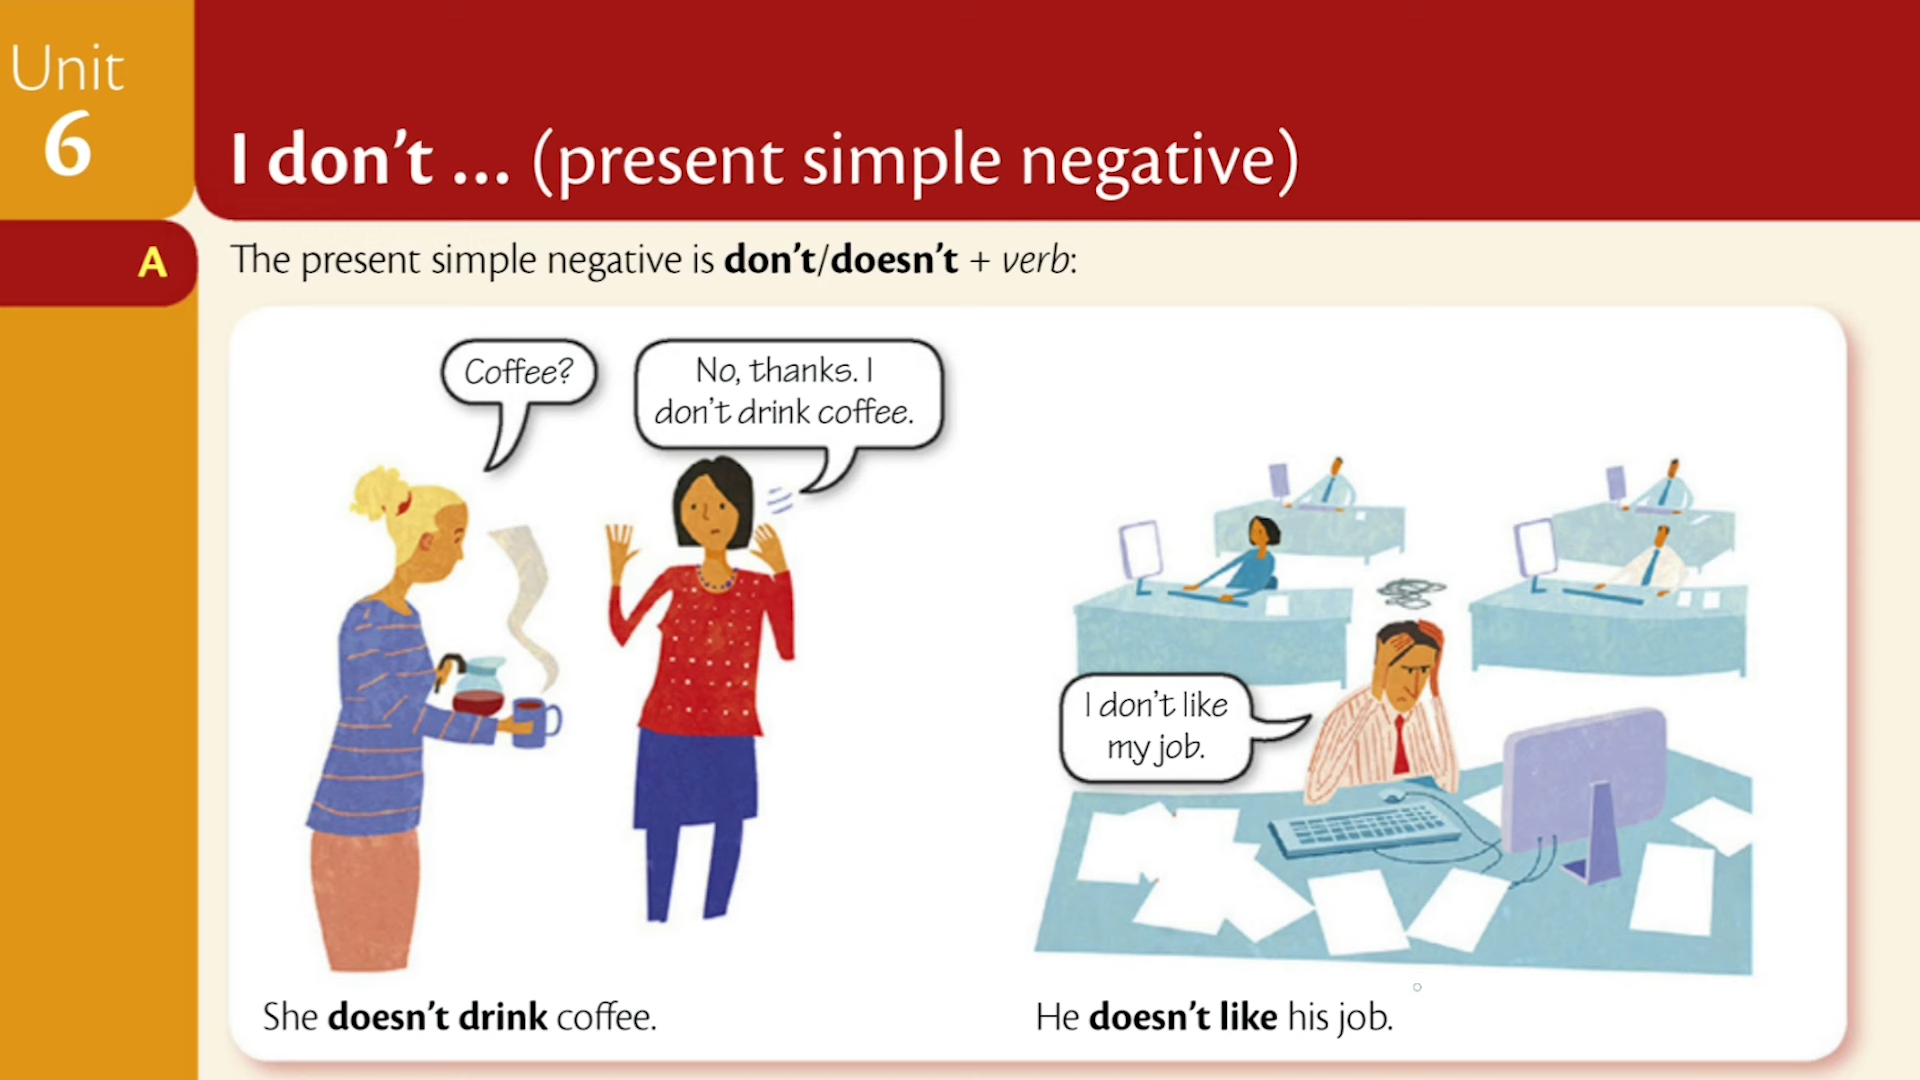 Unit
6
I don't ... (present simple negative)
A
The present simple negative is don't/doesn't + verb:
Coffee?
No, thanks. I
don't drink coffee.
I don't like
my job.
She doesn't drink coffee.
He doesn't like his job.